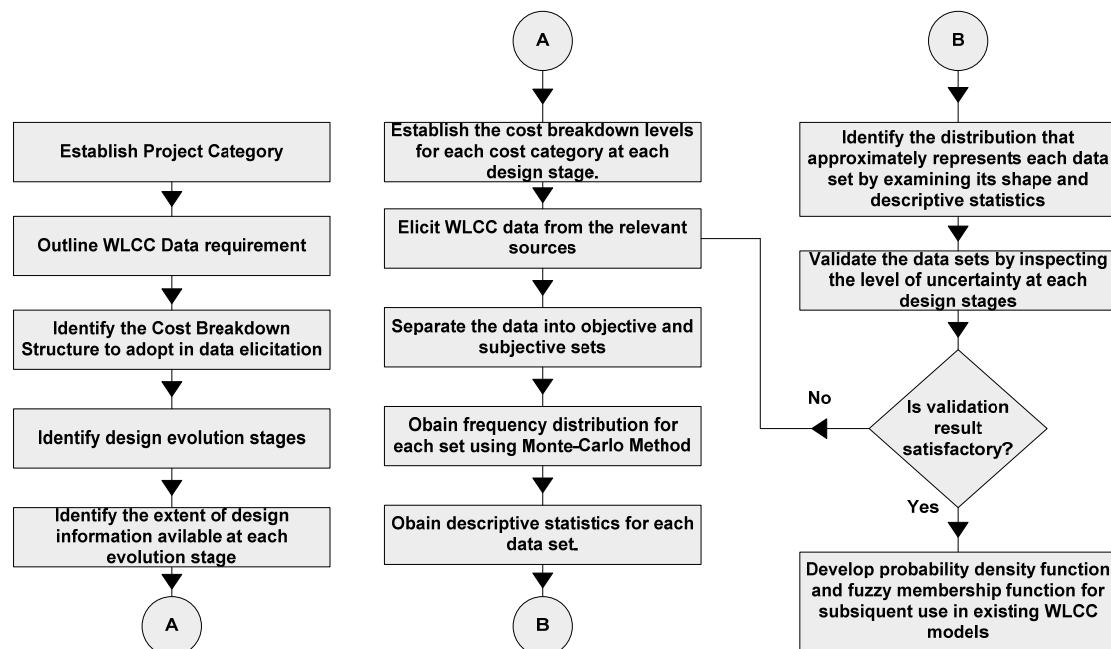 Establish Project Category
Outline WLCC Data requirement
Identify the Cost Breakdown
Structure to adopt in data elicitation
Identify design evolution stages
Identify the extent of design
information avilable at each
evolution stage
A
A
Establish the cost breakdown levels
for each cost category at each
design stage.
Elicit WLCC data from the relevant
sources
Separate the data into objective and
subjective sets
Obain frequency distribution for
each set using Monte-Carlo Method
Obain descriptive statistics for each
data set.
B
B
Identify the distribution that
approximately represents each data
set by examining its shape and
descriptive statistics
Validate the data sets by inspecting
the level of uncertainty at each
design stages
Is validation
result
satisfactory?
No
Yes
Develop probability density function
and fuzzy membership function for
subsiquent use in existing WLCC
models